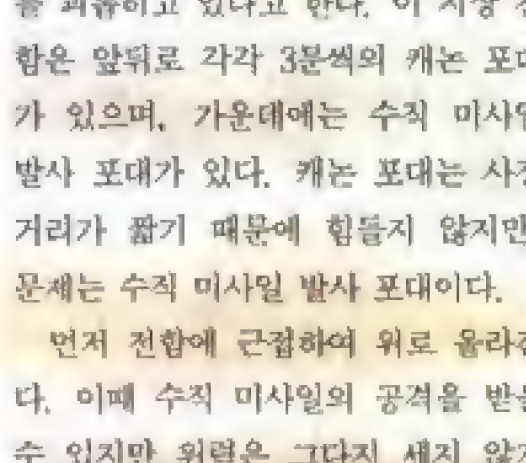 을 괴롭히고 있다고 한다. 이 지상
함은 앞뒤로 각각 3문씩의 캐논 포
가 있으며, 가운데에는 수직 미사일
발사 포대가 있다. 캐논 포대는 사
거리가 짧기 때문에 힘들지 않지만
문제는 수직 미사일 발사 포대이다.
먼저 전함에 근접하여 위로 올라
다. 이때 수직 미사일의 공격을 받
수 있지만 위력은 그다지 세지 않